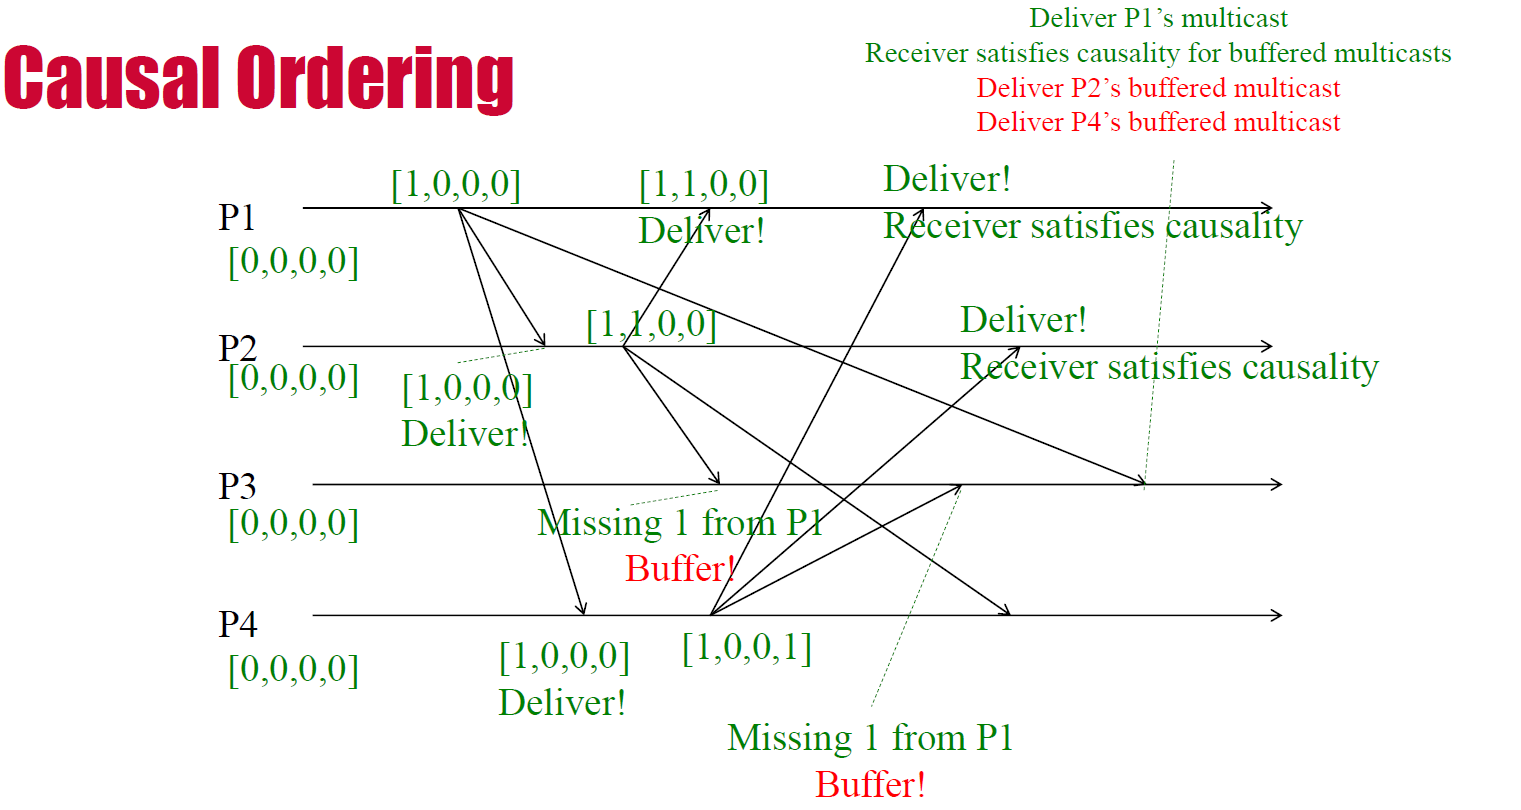 Deliver P1's multicast
Receiver satisfies causality for buffered multicasts
Deliver P2's buffered multicast
Deliver P4's buffered multicast
Causal Ordering
[1,0,0,0]
[1,1,0,0]
Deliver!
P1
Deliver!
Receiver satisfies causality
[0,0,0,0]
[1,1,0,0]
Deliver!
P2
Receiver satisfies causality
[0,0,0,0]
[1,0,0,0]
Deliver!
P3
[0,0,0,0]
Missing 1 from P1
Buffer!
P4
[0,0,0,0]
[1,0,0,0]
Deliver!
[1,0,0,1]
Missing 1 from P1
Buffer!